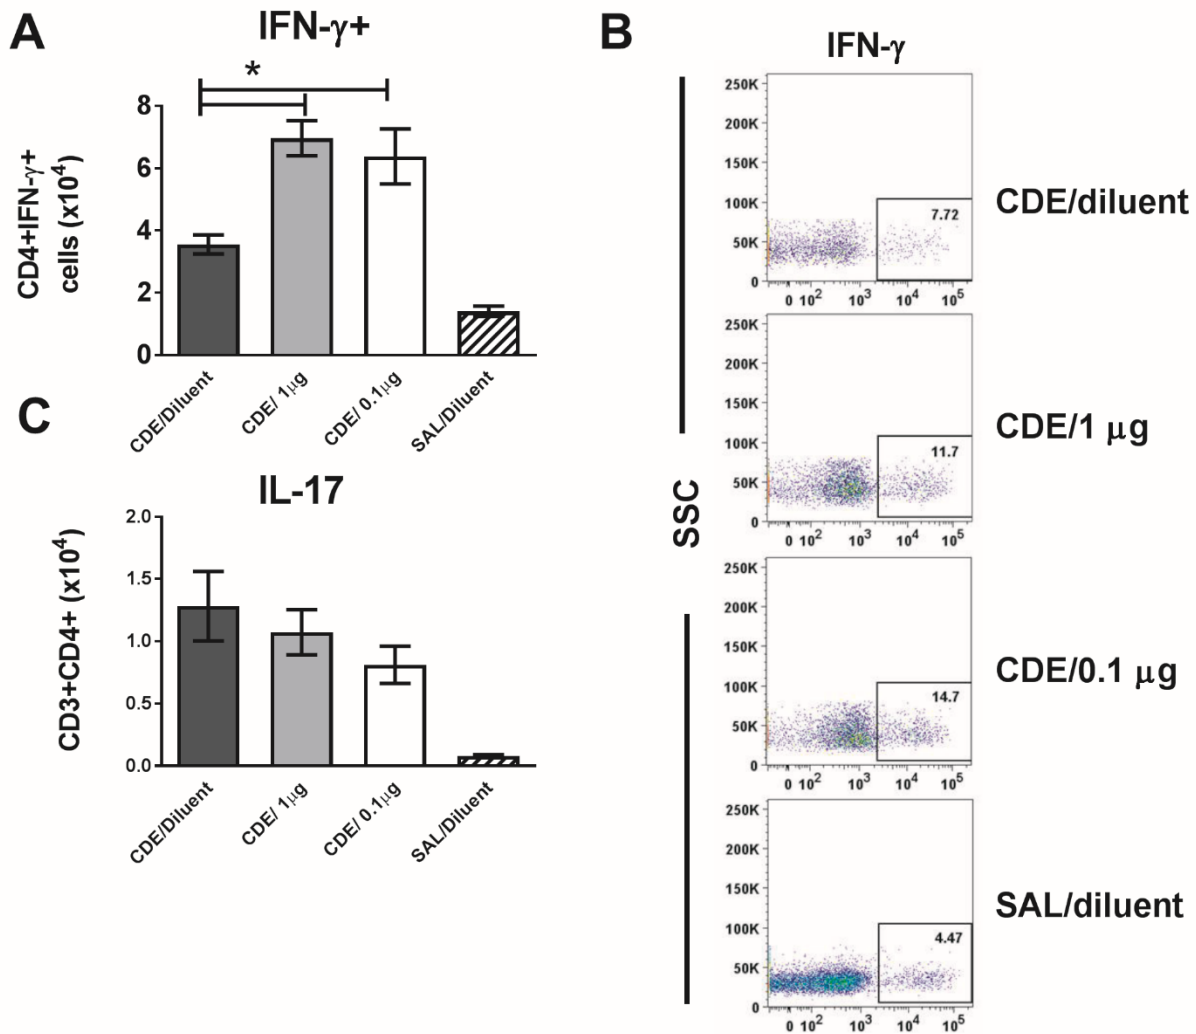 A
IFN-γ+
*
CD4+IFN-γ+
cells (x10⁴)
8
6
4
2
0
CDE/Diluent
CDE/ 1μg
CDE/ 0.1μg
SAL/Diluent
C
IL-17
CD3+CD4+ (x10⁴)
2.0
1.5
1.0
0.5
0.0
CDE/Diluent
CDE/ 1μg
CDE/ 0.1μg
SAL/Diluent
B
IFN-γ
SSC
250K
200K
150K
100K
50K
0
7.72
0 10² 10³ 10⁴ 10⁵
CDE/diluent
250K
200K
150K
100K
50K
0
11.7
0 10² 10³ 10⁴ 10⁵
CDE/1 μg
250K
200K
150K
100K
50K
0
14.7
0 10² 10³ 10⁴ 10⁵
CDE/0.1 μg
250K
200K
150K
100K
50K
0
4.47
0 10² 10³ 10⁴ 10⁵
SAL/diluent